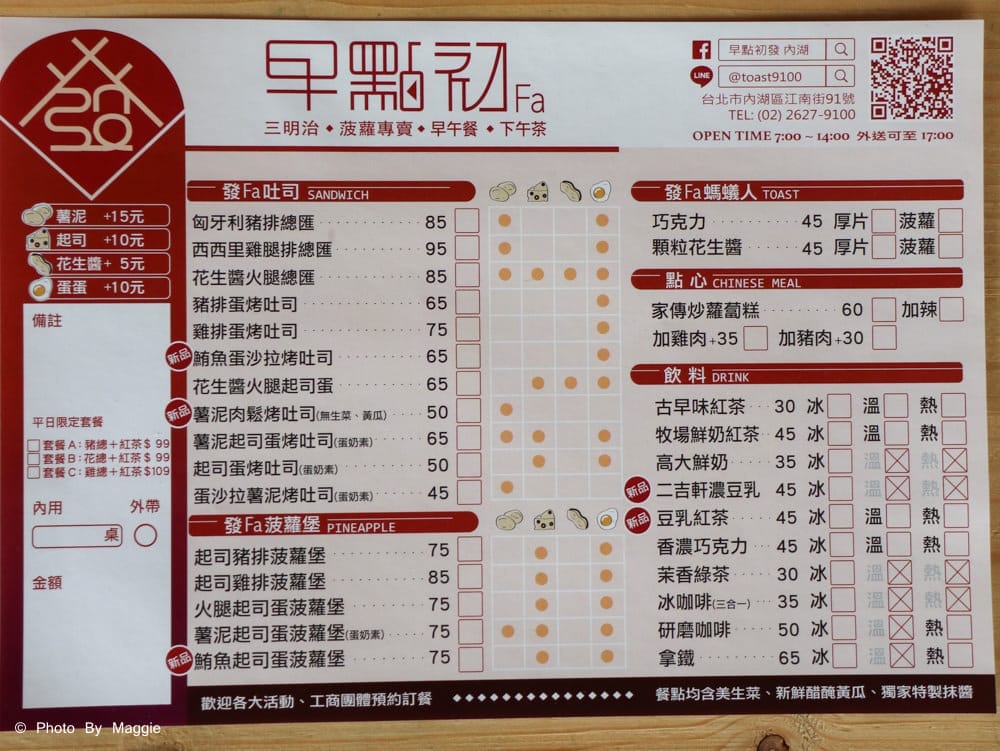 早點初Fa
三明治◆菠蘿專賣◆早午餐◆下午茶
早點初發 內湖
LINE @toast9100
台北市內湖區江南街91號
TEL: (02) 2627-9100
OPEN TIME 7:00 ~ 14:00 外送可至 17:00
薯泥 +15元
起司 +10元
花生醬+ 5元
蛋蛋 +10元
備註
平日限定套餐
套餐A:豬總+紅茶$ 99
套餐B:花總+紅茶$ 99
套餐C:雞總+紅茶$109
內用 外帶
桌
金額
發Fa吐司 SANDWICH
匈牙利豬排總匯 85
西西里雞腿排總匯 95
花生醬火腿總匯 85
豬排蛋烤吐司 65
雞排蛋烤吐司 75
新品 鮪魚蛋沙拉烤吐司 65
花生醬火腿起司蛋 65
新品 薯泥肉鬆烤吐司(無生菜、黃瓜) 50
薯泥起司蛋烤吐司(蛋奶素) 65
起司蛋烤吐司(蛋奶素) 50
蛋沙拉薯泥烤吐司(蛋奶素) 45
發Fa菠蘿堡 PINEAPPLE
起司豬排菠蘿堡 75
起司雞排菠蘿堡 85
火腿起司蛋菠蘿堡 75
薯泥起司蛋菠蘿堡(蛋奶素) 75
新品 鮪魚起司蛋菠蘿堡 75
發Fa螞蟻人 TOAST
巧克力 45 厚片 菠蘿
顆粒花生醬 45 厚片 菠蘿
點心 CHINESE MEAL
家傳炒蘿蔔糕 60 加辣
加雞肉+35 加豬肉+30
飲料 DRINK
古早味紅茶 30 冰 溫 熱
牧場鮮奶紅茶 45 冰 溫 熱
高大鮮奶 35 冰 溫 熱
新品 二吉軒濃豆乳 45 冰 溫 熱
新品 豆乳紅茶 45 冰 溫 熱
香濃巧克力 45 冰 溫 熱
茉香綠茶 30 冰 溫 熱
冰咖啡(三合一) 35 冰 溫 熱
研磨咖啡 50 冰 溫 熱
拿鐵 65 冰 溫 熱
歡迎各大活動、工商團體預約訂餐
餐點均含美生菜、新鮮醋醃黃瓜、獨家特製抹醬
© Photo By Maggie